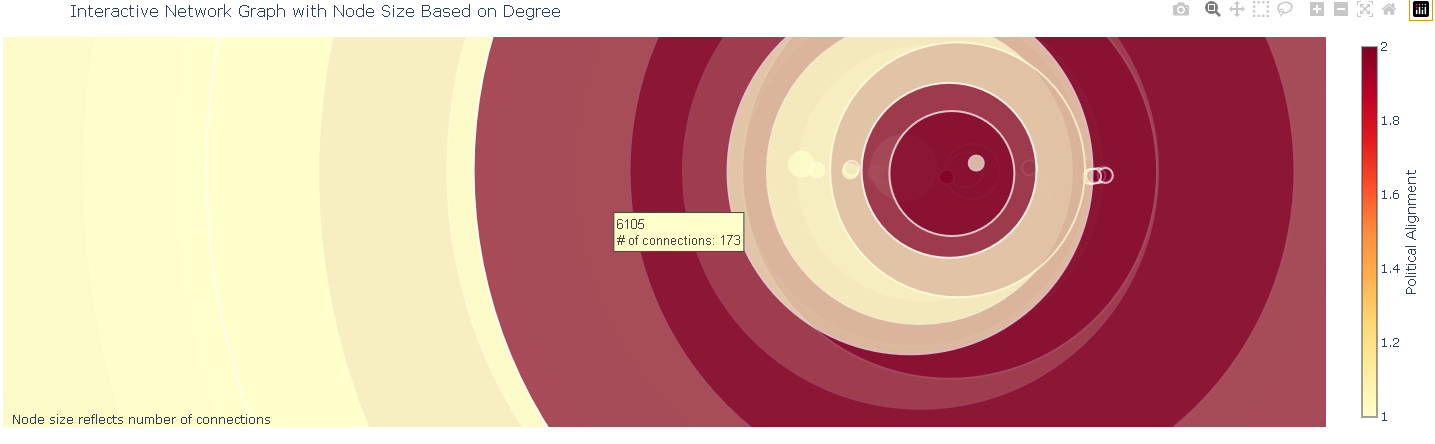 Interactive Network Graph with Node Size Based on Degree
2
1.8
1.6
1.4
1.2
1
Political Alignment
6105
# of connections: 173
Node size reflects number of connections